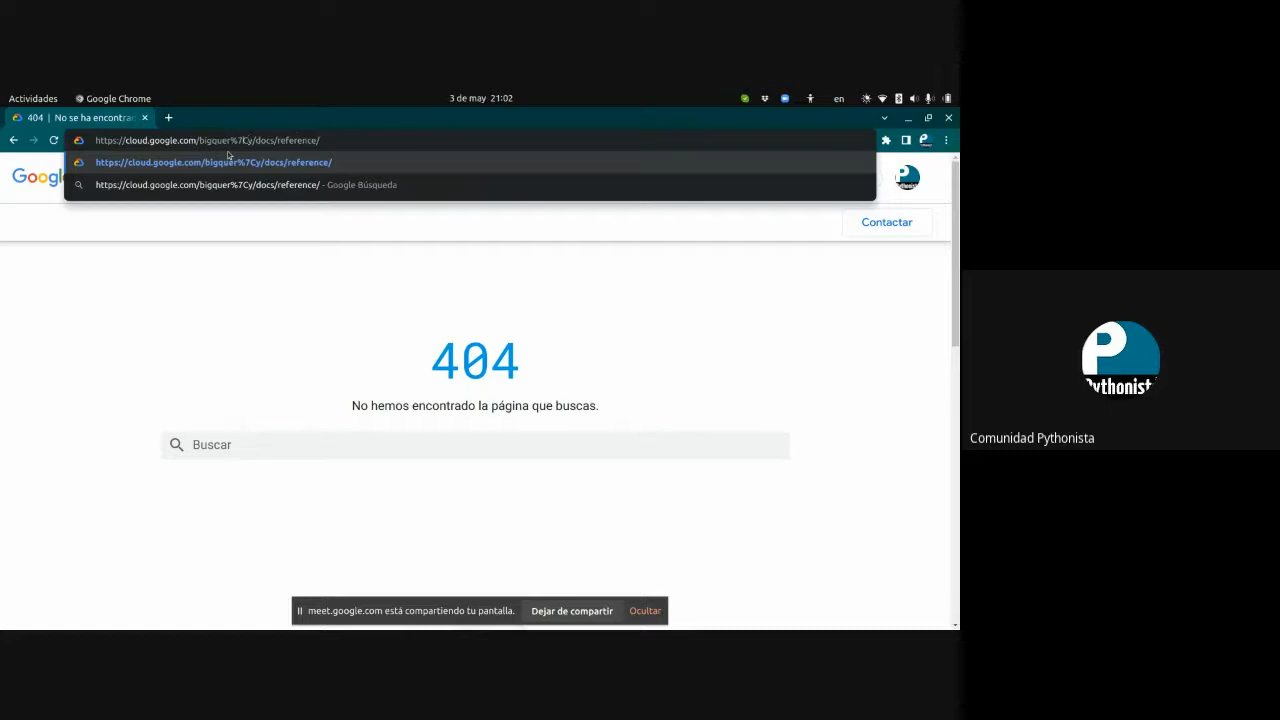 Actividades Google Chrome 3 de may 21:02 en
404 | No se ha encontra
https://cloud.google.com/bigquer%7Cy/docs/reference/
https://cloud.google.com/bigquer%7Cy/docs/reference/
https://cloud.google.com/bigquer%7Cy/docs/reference/ - Google Búsqueda
Googl
Contactar
404
No hemos encontrado la página que buscas.
Buscar
meet.google.com está compartiendo tu pantalla. Dejar de compartir Ocultar
Pythonist
Comunidad Pythonista